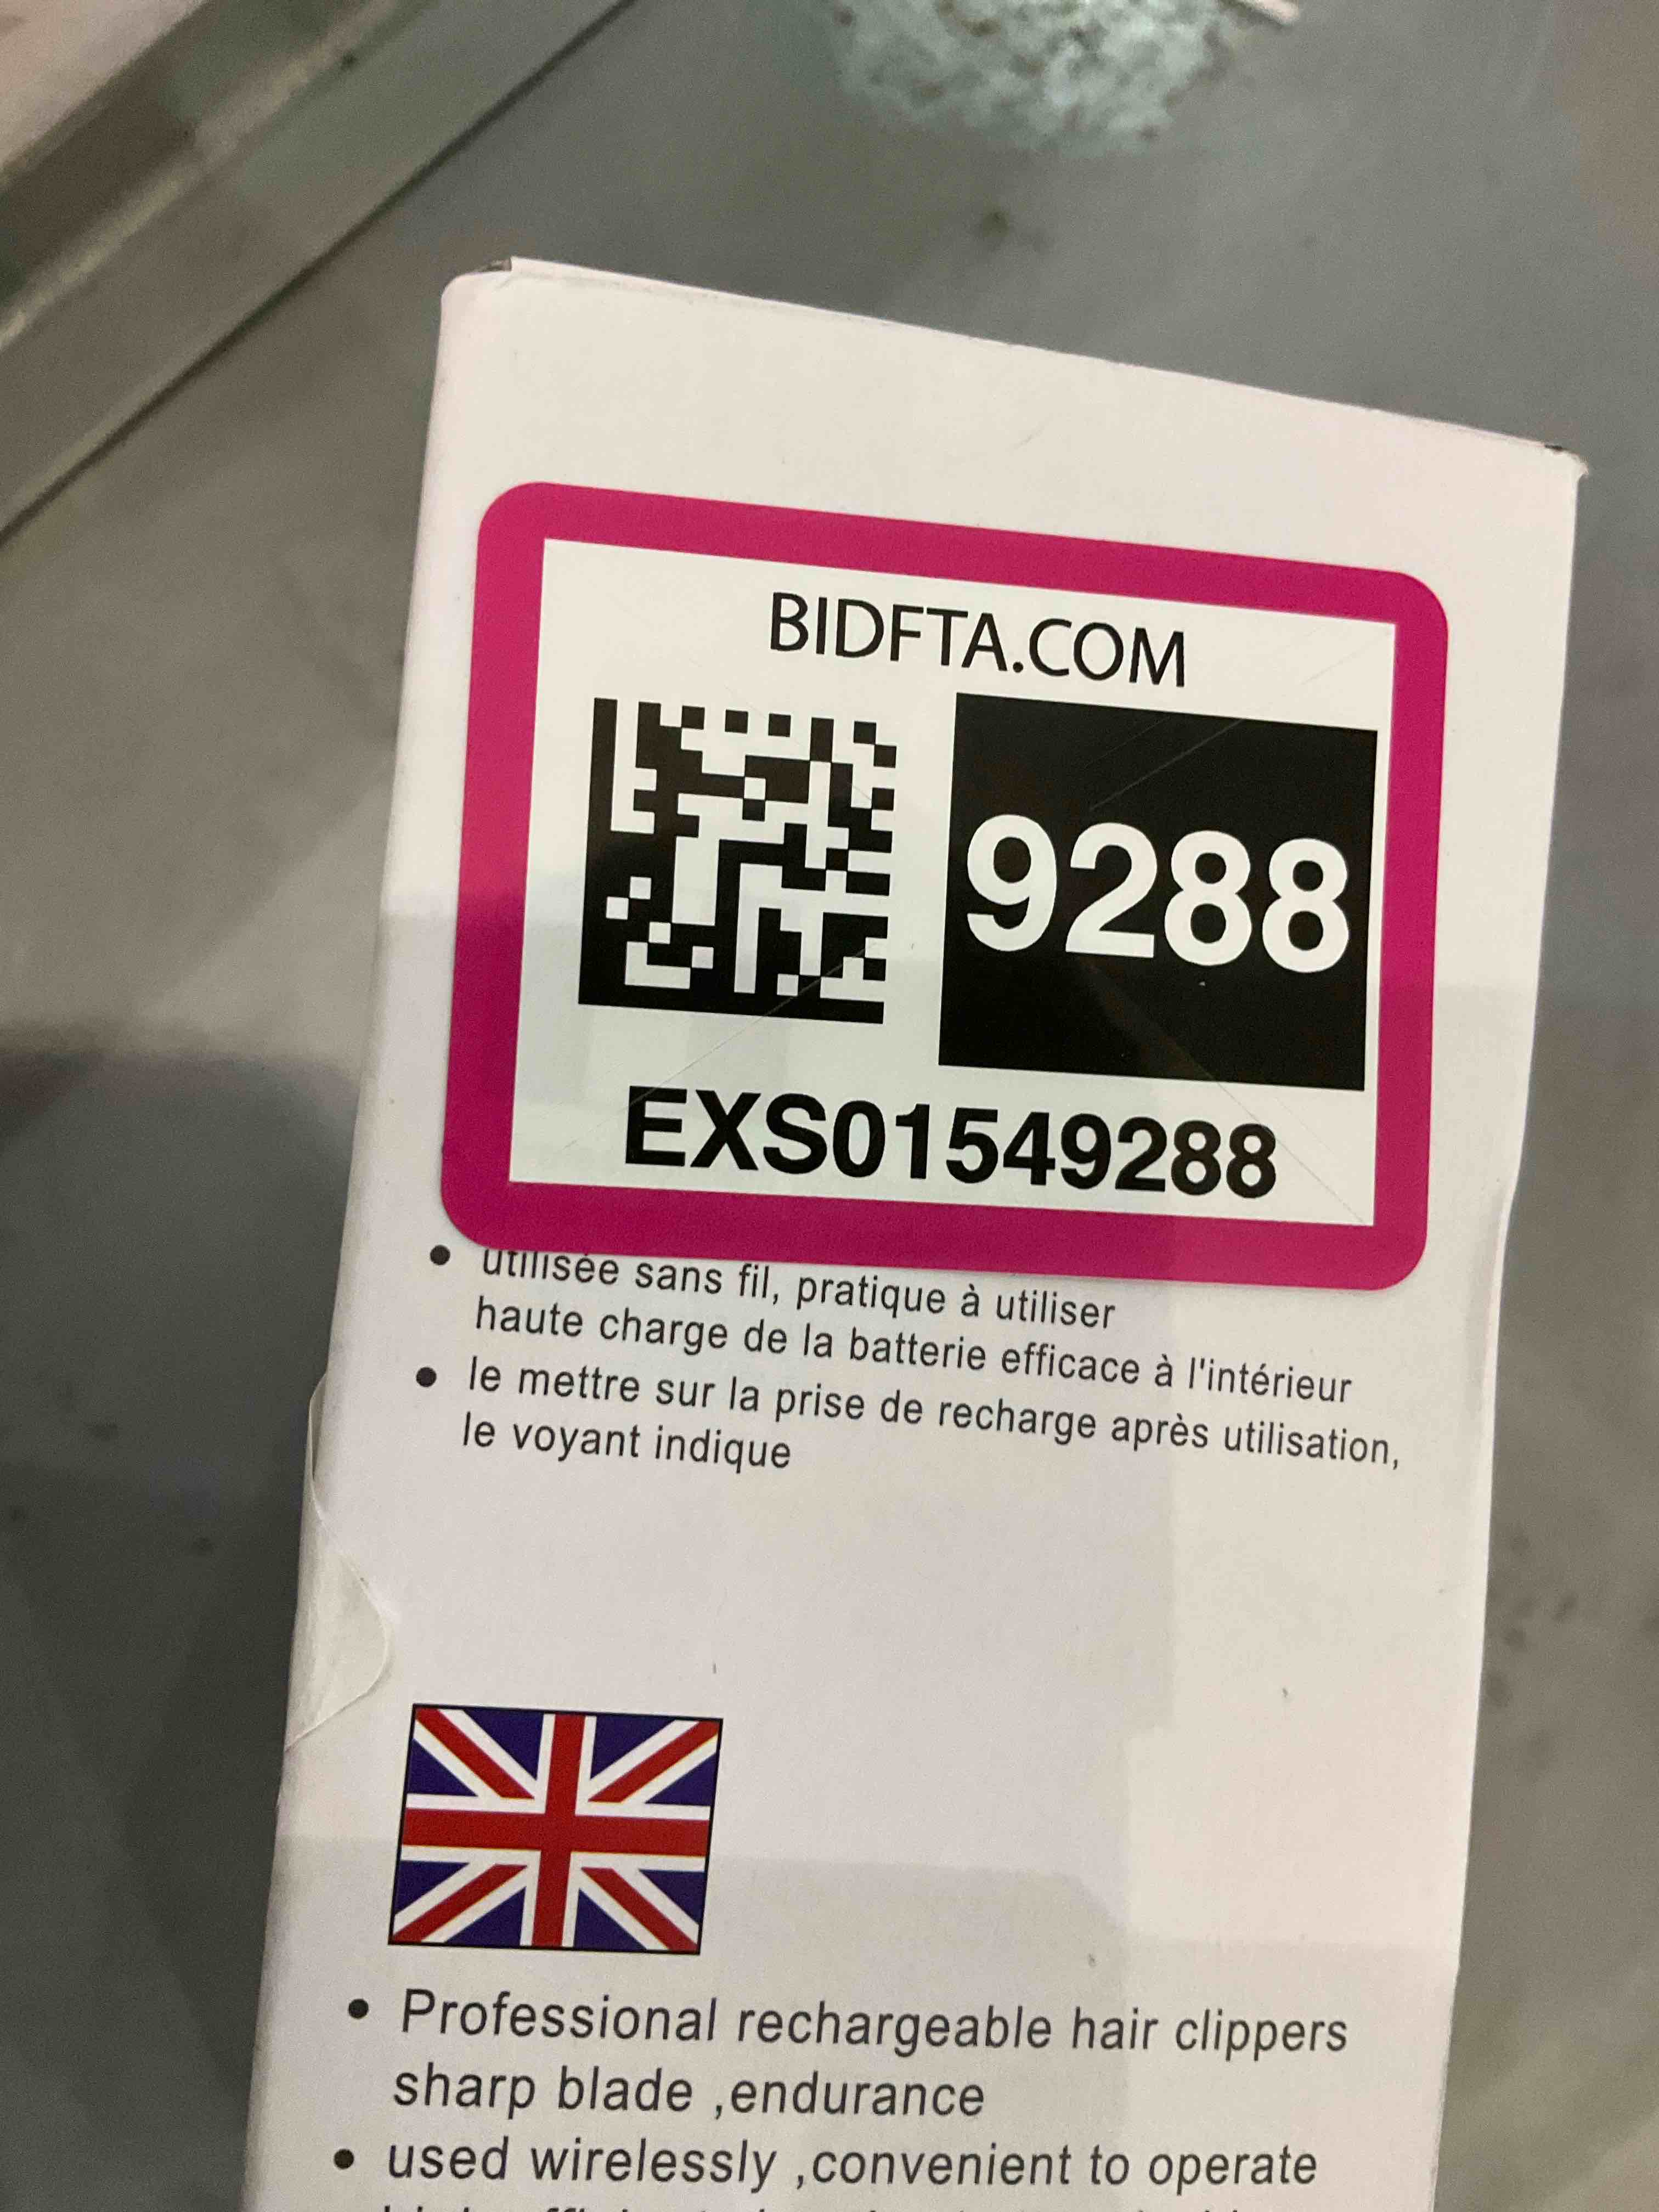 BIDFTA.COM
9288
EXS01549288
utilisée sans fil, pratique à utiliser
haute charge de la batterie efficace à l'intérieur
le mettre sur la prise de recharge après utilisation,
le voyant indique
Professional rechargeable hair clippers
sharp blade ,endurance
used wirelessly ,convenient to operate